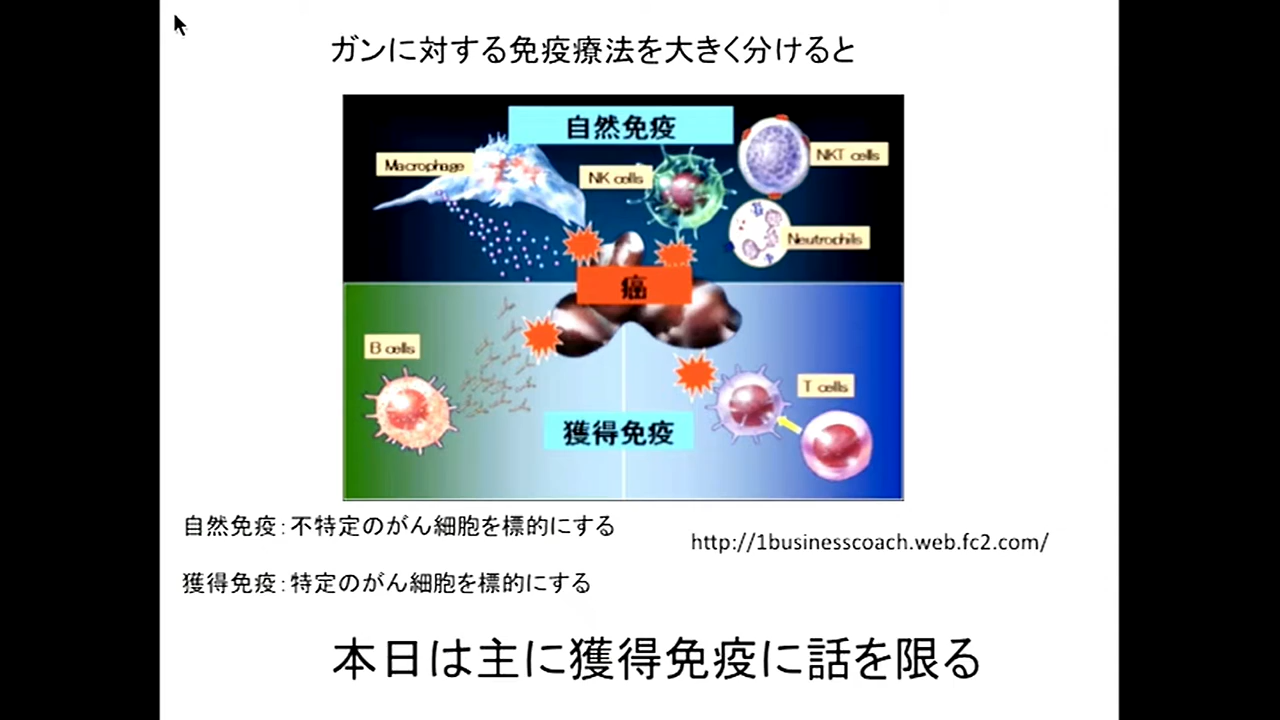 ガンに対する免疫療法を大きく分けると
自然免疫
Macrophage
NK cells
NKT cells
Neutrophils
癌
B cells
T cells
獲得免疫
自然免疫：不特定のがん細胞を標的にする
http://1businesscoach.web.fc2.com/
獲得免疫：特定のがん細胞を標的にする
本日は主に獲得免疫に話を限る